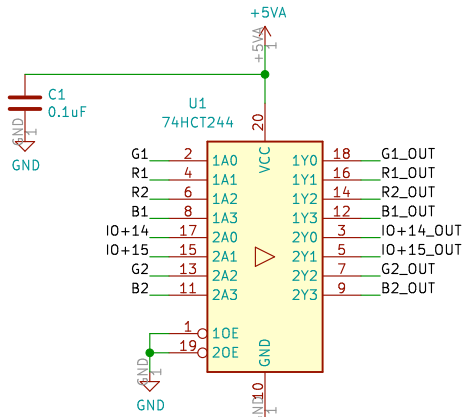 +5VA
+5VA
1
C1
0.1uF
GND
1
GND
U1
74HCT244
20
VCC
G1 2 1A0 1Y0 18 G1_OUT
R1 4 1A1 1Y1 16 R1_OUT
R2 6 1A2 1Y2 14 R2_OUT
B1 8 1A3 1Y3 12 B1_OUT
IO+14 17 2A0 2Y0 3 IO+14_OUT
IO+15 15 2A1 2Y1 5 IO+15_OUT
G2 13 2A2 2Y2 7 G2_OUT
B2 11 2A3 2Y3 9 B2_OUT
1 1OE
19 2OE
GND
10
GND
1
GND
GND
1